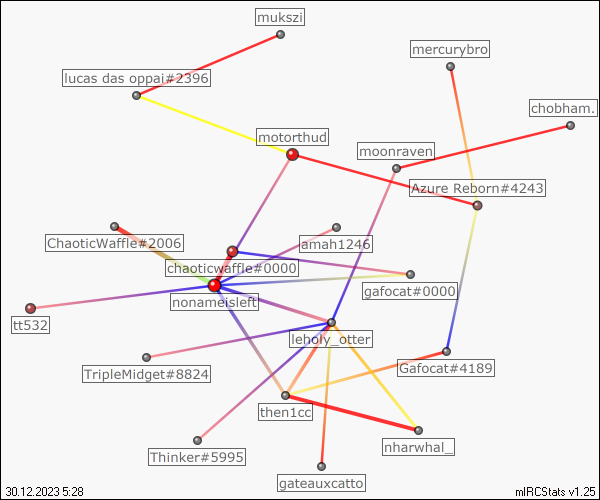 mukszi
mercurybro
lucas das oppai#2396
chobham.
motorthud
moonraven
Azure Reborn#4243
ChaoticWaffle#2006
amah1246
chaoticwaffle#0000
gafocat#0000
nonameisleft
tt532
leholy_otter
Gafocat#4189
TripleMidget#8824
then1cc
nharwhal_
Thinker#5995
gateauxcatto
30.12.2023 5:28
mIRCStats v1.25